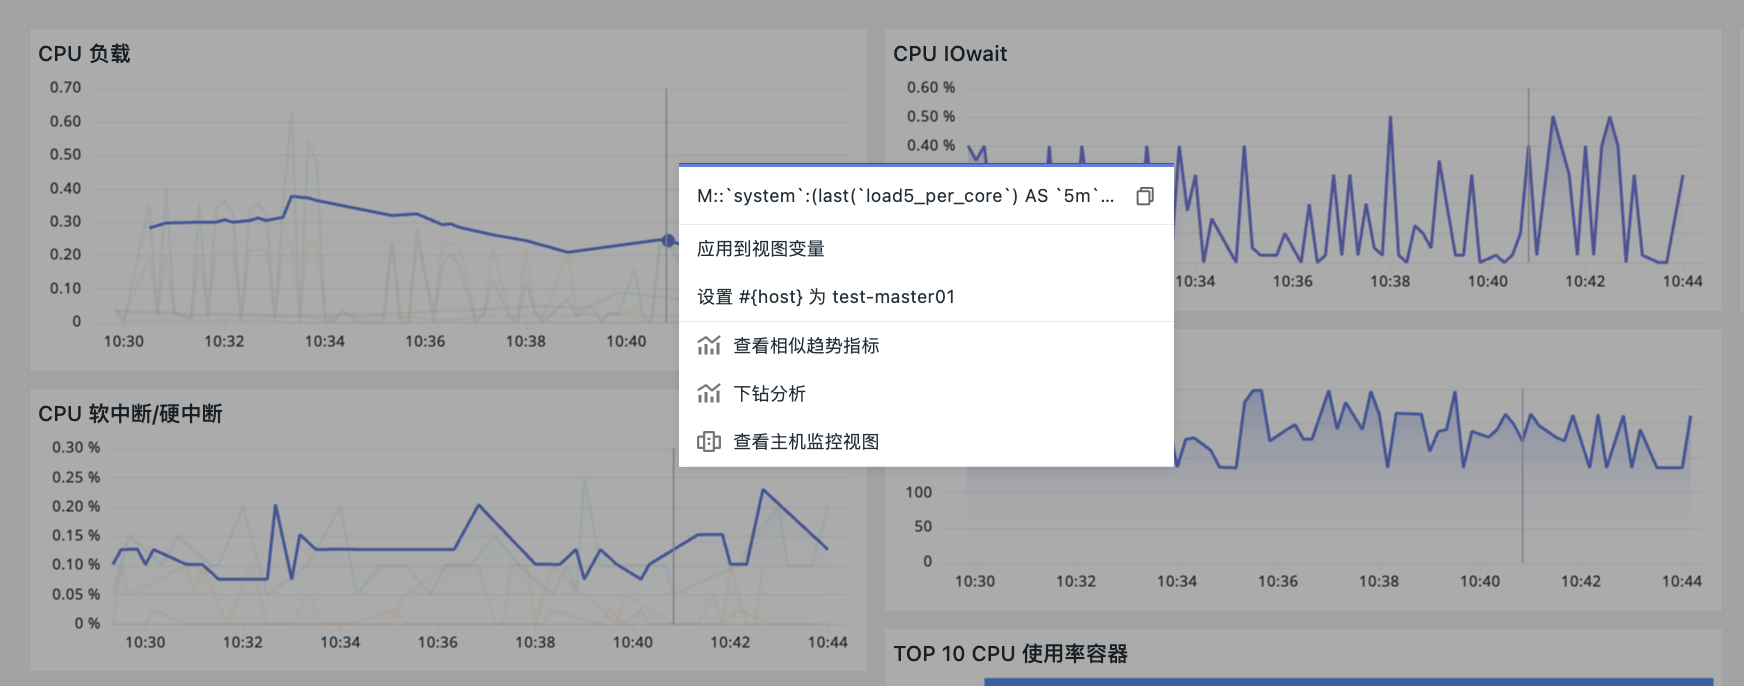 CPU 负载
0.70
0.60
0.50
0.40
0.30
0.20
0.10
0
10:30 10:32 10:34 10:36 10:38 10:40
CPU IOwait
0.60 %
0.50 %
0.40 %
0:34 10:36 10:38 10:40 10:42 10:44
M::`system`:(last(`load5_per_core`) AS `5m`...
应用到视图变量
设置 #{host} 为 test-master01
查看相似趋势指标
下钻分析
查看主机监控视图
CPU 软中断/硬中断
0.30 %
0.25 %
0.20 %
0.15 %
0.10 %
0.05 %
0 %
10:30 10:32 10:34 10:36 10:38 10:40 10:42 10:44
100
50
0
10:30 10:32 10:34 10:36 10:38 10:40 10:42 10:44
TOP 10 CPU 使用率容器